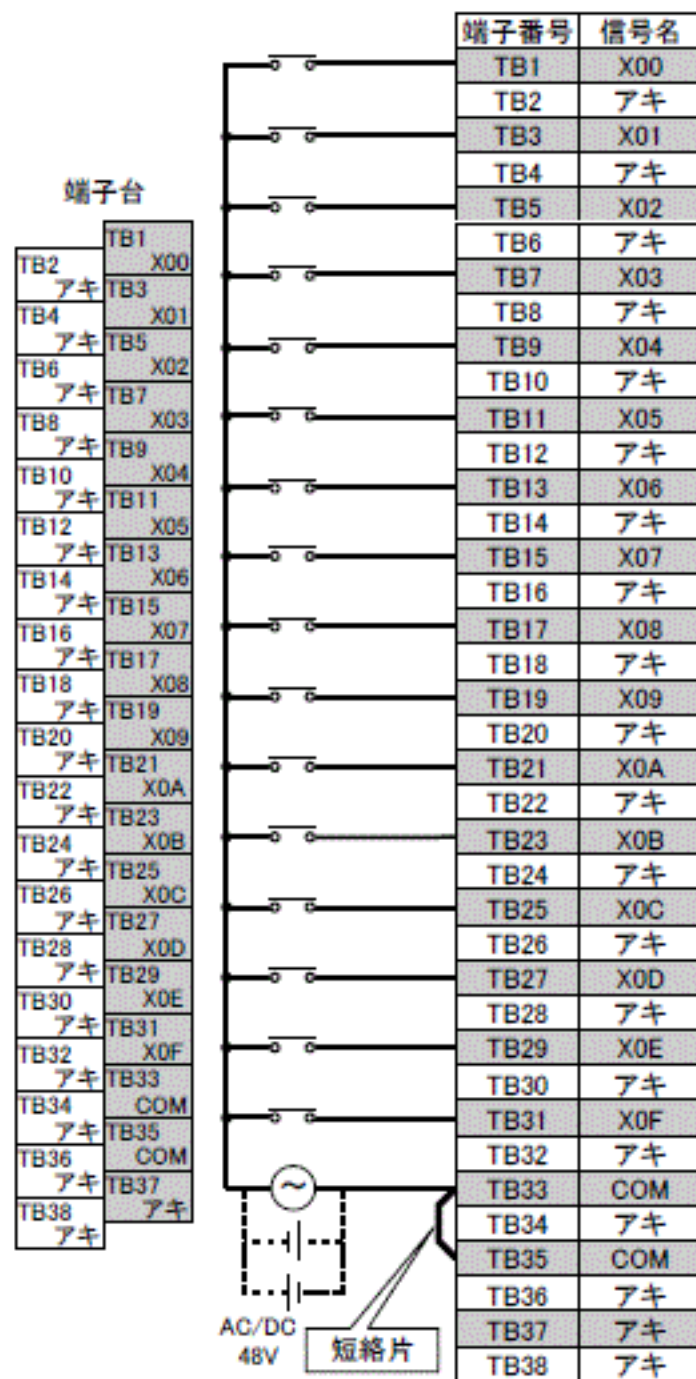 端子台
TB1
X00
TB2
アキ
TB3
X01
TB4
アキ
TB5
X02
TB6
アキ
TB7
X03
TB8
アキ
TB9
X04
TB10
アキ
TB11
X05
TB12
アキ
TB13
X06
TB14
アキ
TB15
X07
TB16
アキ
TB17
X08
TB18
アキ
TB19
X09
TB20
アキ
TB21
X0A
TB22
アキ
TB23
X0B
TB24
アキ
TB25
X0C
TB26
アキ
TB27
X0D
TB28
アキ
TB29
X0E
TB30
アキ
TB31
X0F
TB32
アキ
TB33
COM
TB34
アキ
TB35
COM
TB36
アキ
TB37
アキ
TB38
アキ
AC/DC
48V
短絡片
端子番号 信号名
TB1 X00
TB2 アキ
TB3 X01
TB4 アキ
TB5 X02
TB6 アキ
TB7 X03
TB8 アキ
TB9 X04
TB10 アキ
TB11 X05
TB12 アキ
TB13 X06
TB14 アキ
TB15 X07
TB16 アキ
TB17 X08
TB18 アキ
TB19 X09
TB20 アキ
TB21 X0A
TB22 アキ
TB23 X0B
TB24 アキ
TB25 X0C
TB26 アキ
TB27 X0D
TB28 アキ
TB29 X0E
TB30 アキ
TB31 X0F
TB32 アキ
TB33 COM
TB34 アキ
TB35 COM
TB36 アキ
TB37 アキ
TB38 アキ